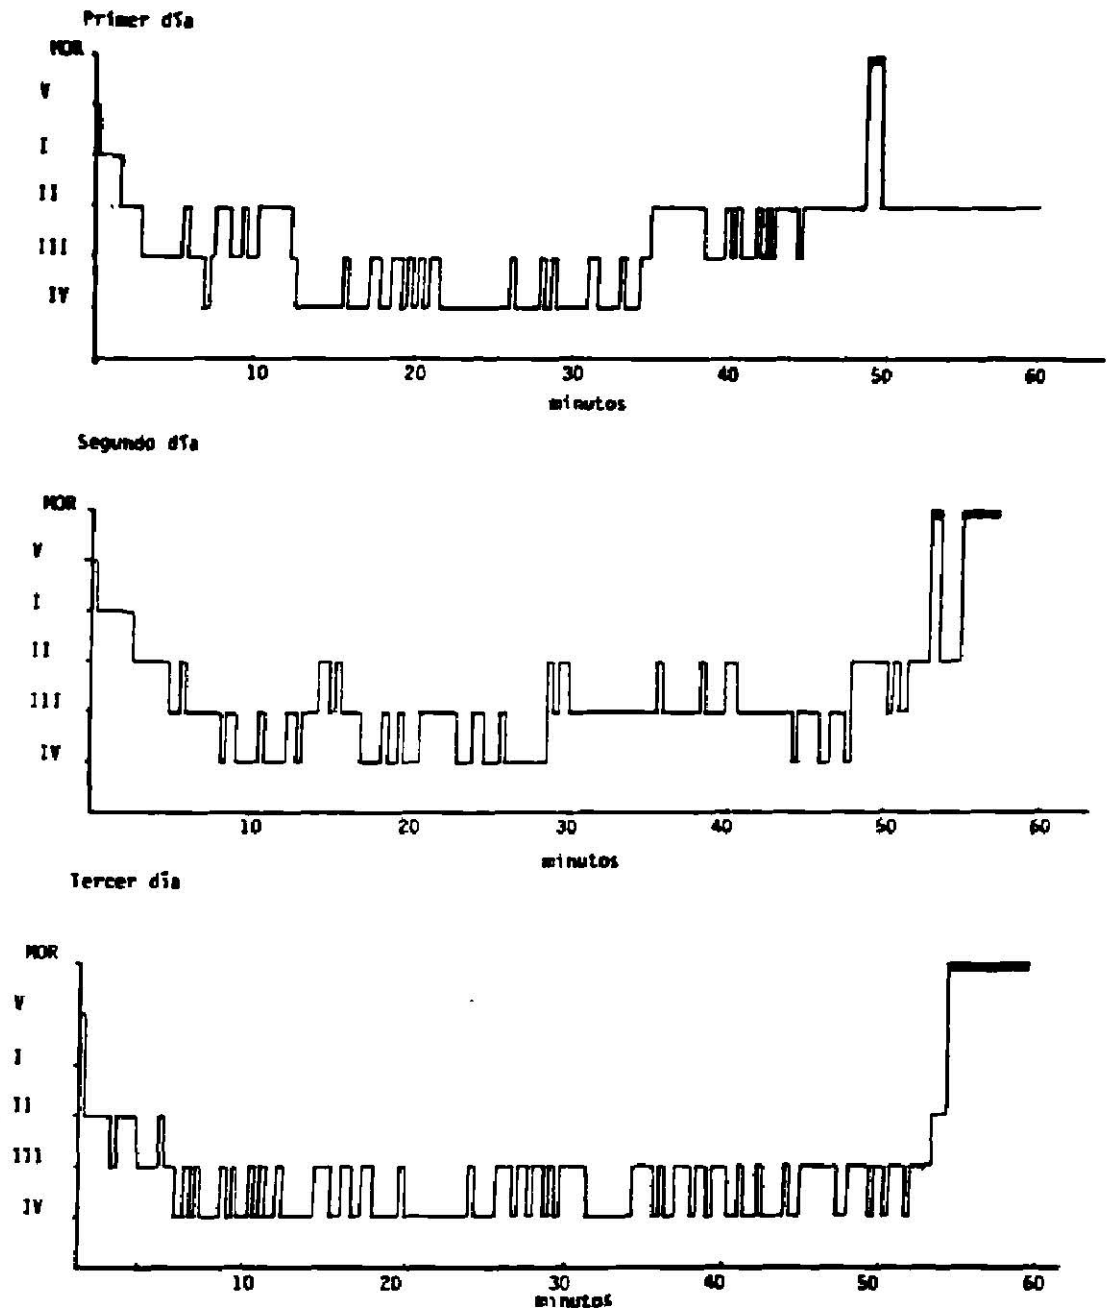 Primer día
MOR
V
I
II
III
IV
10 20 30 40 50 60
minutos
Segundo día
MOR
V
I
II
III
IV
10 20 30 40 50 60
minutos
Tercer día
MOR
V
I
II
III
IV
10 20 30 40 50 60
minutos